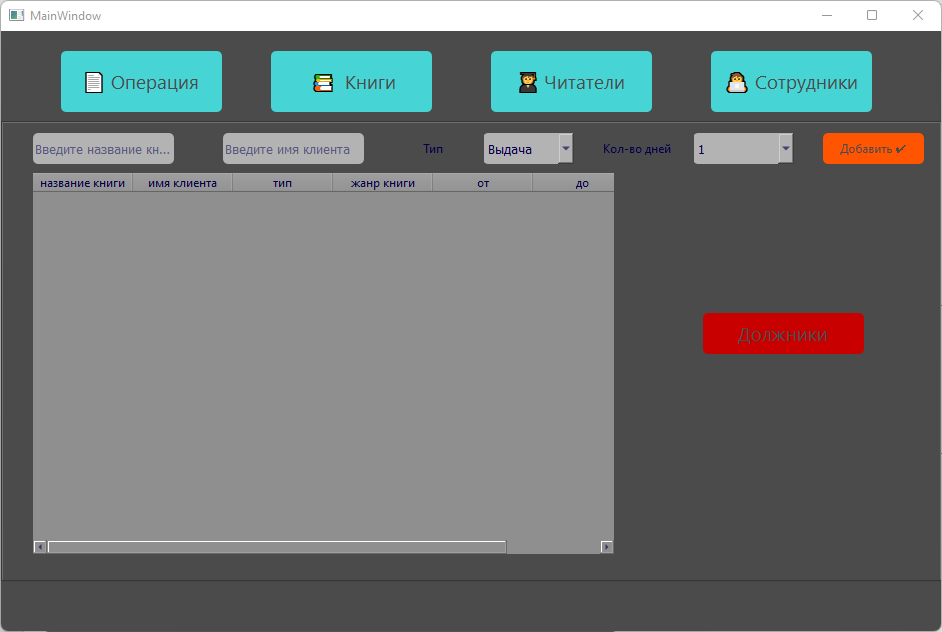 MainWindow
Операция
Книги
Читатели
Сотрудники
Введите название кн... Введите имя клиента Тип Выдача Кол-во дней 1 Добавить ✔
название книги имя клиента тип жанр книги от до
Должники